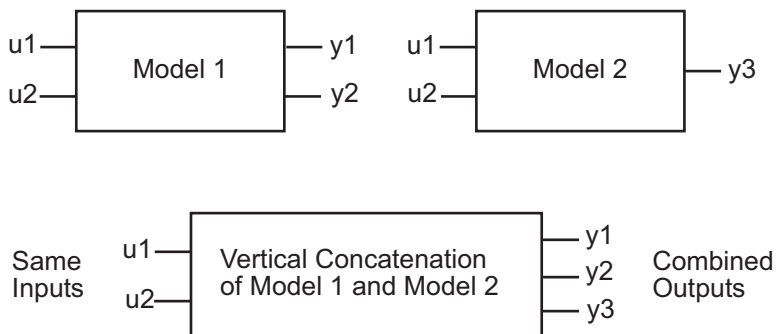 u1
u2
Model 1
y1
y2
u1
u2
Model 2
y3
Same
Inputs
u1
u2
Vertical Concatenation
of Model 1 and Model 2
y1
y2
y3
Combined
Outputs